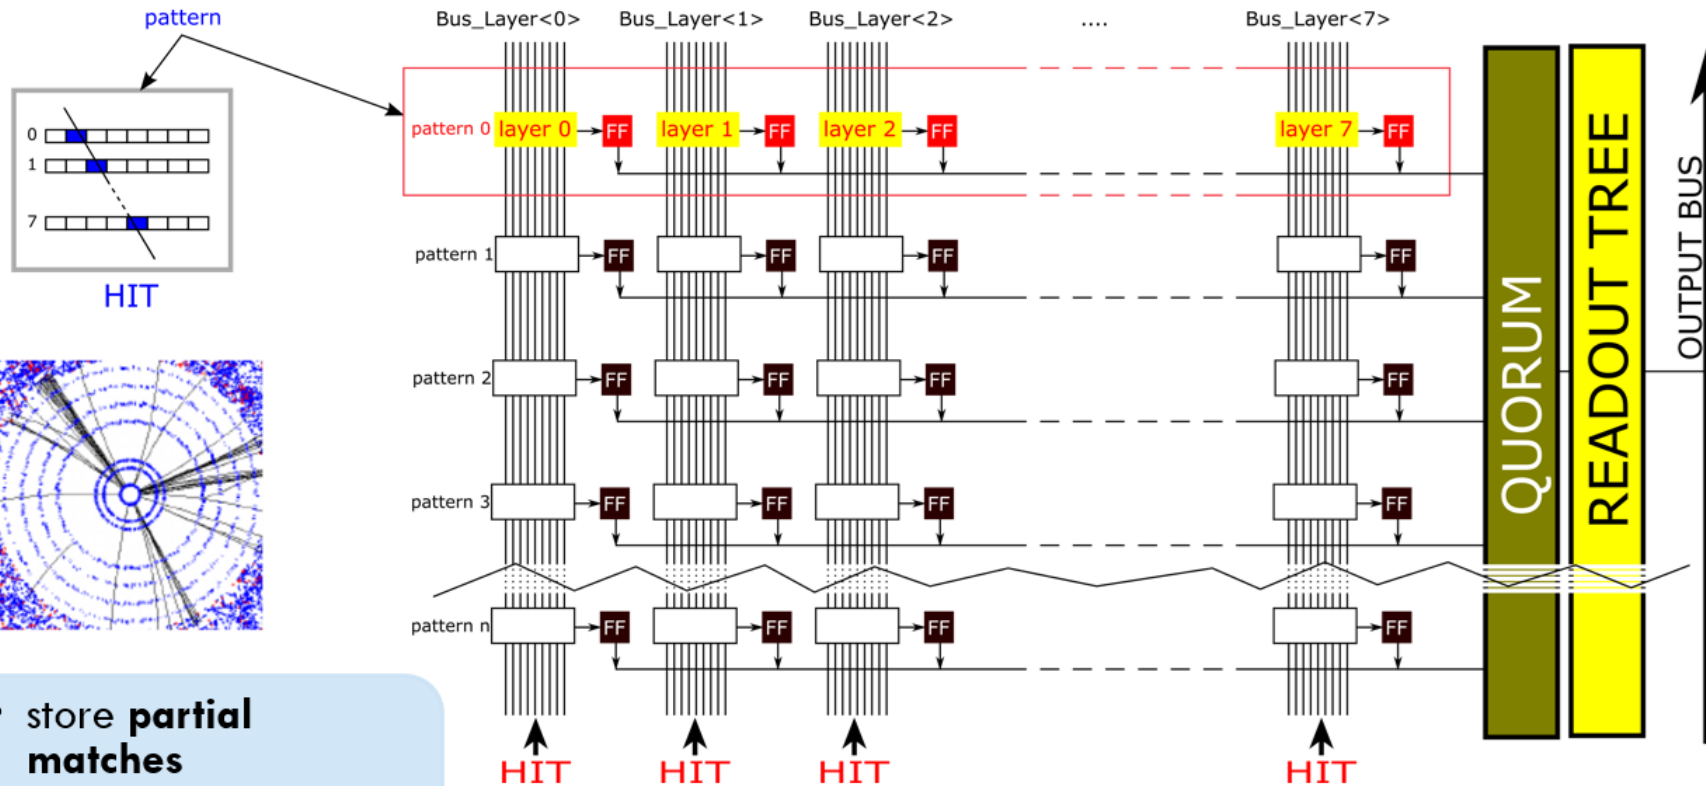 pattern
Bus_Layer<0>
Bus_Layer<1>
Bus_Layer<2>
....
Bus_Layer<7>
0
1
7
HIT
pattern 0 layer 0 FF layer 1 FF layer 2 FF layer 7 FF
pattern 1 FF FF FF FF
pattern 2 FF FF FF FF
pattern 3 FF FF FF FF
pattern n FF FF FF FF
HIT HIT HIT HIT
QUORUM
READOUT TREE
OUTPUT BUS
store partial
matches